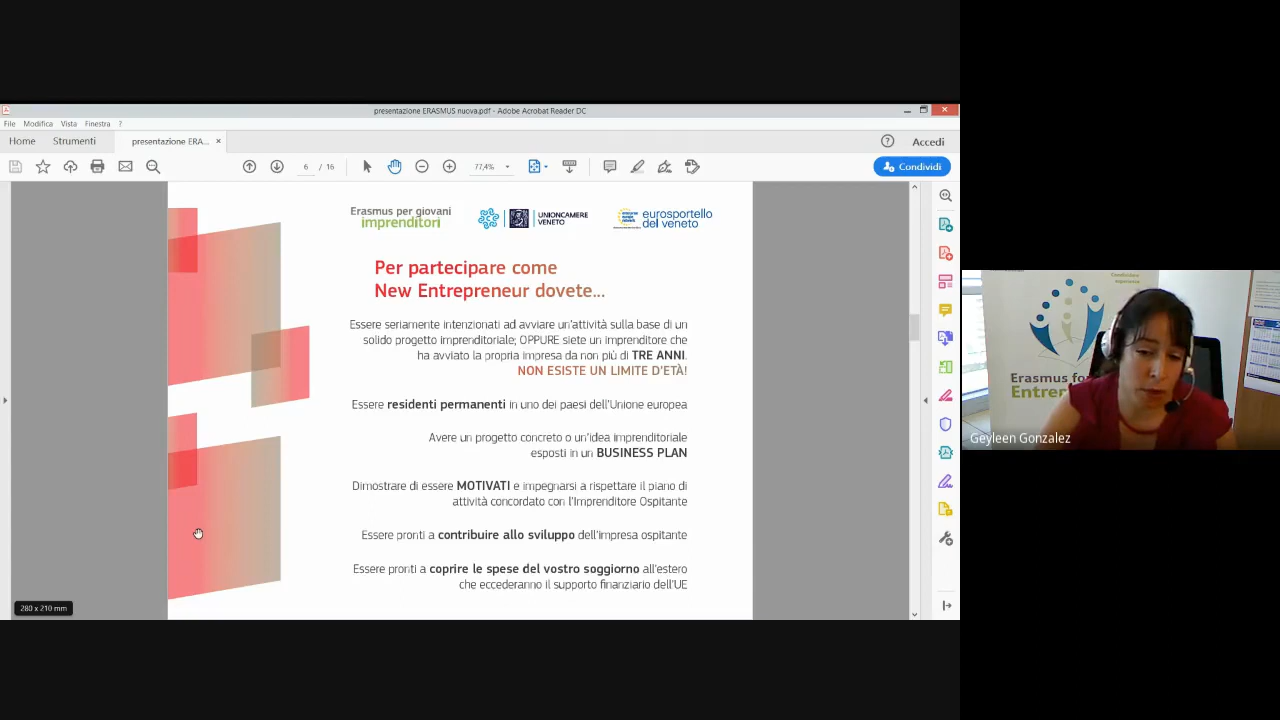 presentazione ERASMUS nuova.pdf - Adobe Acrobat Reader DC
File Modifica Vista Finestra ?
Home Strumenti presentazione ERA... × Accedi
6 / 16 77,4% Condividi
Erasmus per giovani
imprenditori
UNIONCAMERE
VENETO
eurosportello
del veneto
Per partecipare come
New Entrepreneur dovete...
Essere seriamente intenzionati ad avviare un'attività sulla base di un
solido progetto imprenditoriale; OPPURE siete un imprenditore che
ha avviato la propria impresa da non più di TRE ANNI.
NON ESISTE UN LIMITE D'ETÀ!
Essere residenti permanenti in uno dei paesi dell'Unione europea
Avere un progetto concreto o un'idea imprenditoriale
esposti in un BUSINESS PLAN
Dimostrare di essere MOTIVATI e impegnarsi a rispettare il piano di
attività concordato con l'Imprenditore Ospitante
Essere pronti a contribuire allo sviluppo dell'impresa ospitante
Essere pronti a coprire le spese del vostro soggiorno all'estero
che eccederanno il supporto finanziario dell'UE
280 x 210 mm
Erasmus fo
Entre
Geyleen Gonzalez